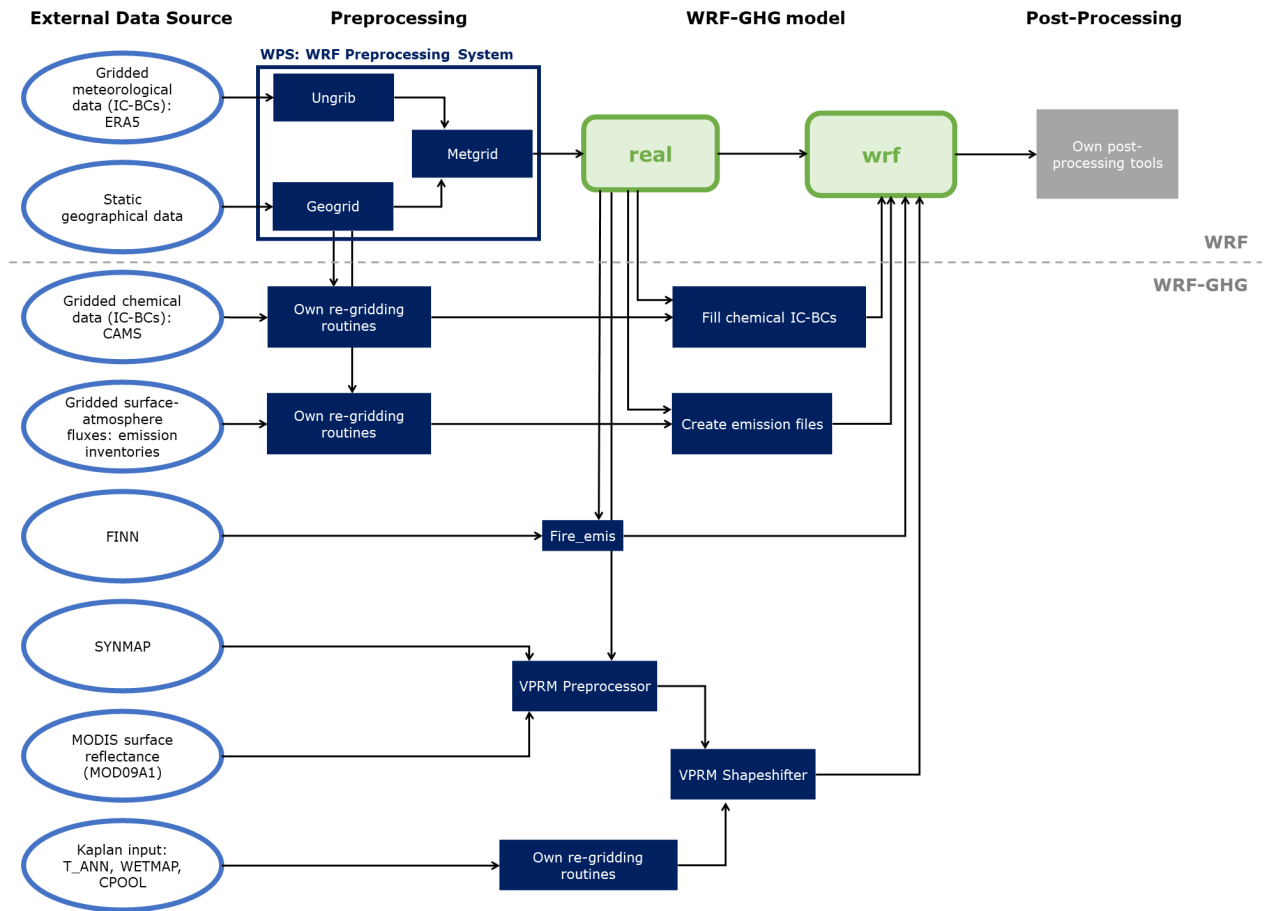 External Data Source
Preprocessing
WRF-GHG model
Post-Processing
WPS: WRF Preprocessing System
Gridded
meteorological
data (IC-BCs):
ERA5
Ungrib
Metgrid
real
wrf
Own post-
processing tools
Static
geographical data
Geogrid
WRF
WRF-GHG
Gridded chemical
data (IC-BCs):
CAMS
Own re-gridding
routines
Fill chemical IC-BCs
Gridded surface-
atmosphere
fluxes: emission
inventories
Own re-gridding
routines
Create emission files
FINN
Fire_emis
SYNMAP
VPRM Preprocessor
MODIS surface
reflectance
(MOD09A1)
VPRM Shapeshifter
Kaplan input:
T_ANN, WETMAP,
CPOOL
Own re-gridding
routines